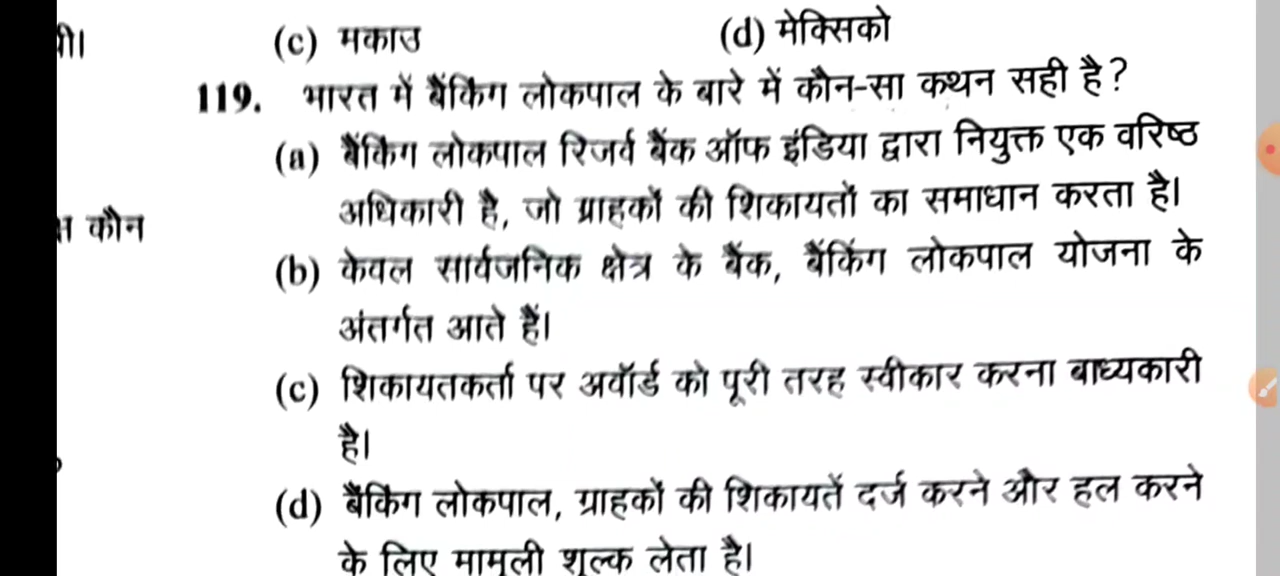 (c) मकाउ (d) मेक्सिको
119. भारत में बैंकिंग लोकपाल के बारे में कौन-सा कथन सही है?
(a) बैंकिंग लोकपाल रिजर्व बैंक ऑफ इंडिया द्वारा नियुक्त एक वरिष्ठ
अधिकारी है, जो ग्राहकों की शिकायतों का समाधान करता है।
कौन
(b) केवल सार्वजनिक क्षेत्र के बैंक, बैंकिंग लोकपाल योजना के
अंतर्गत आते हैं।
(c) शिकायतकर्ता पर अवॉर्ड को पूरी तरह स्वीकार करना बाध्यकारी
है।
(d) बैंकिंग लोकपाल, ग्राहकों की शिकायतें दर्ज करने और हल करने
के लिए मामूली शुल्क लेता है।